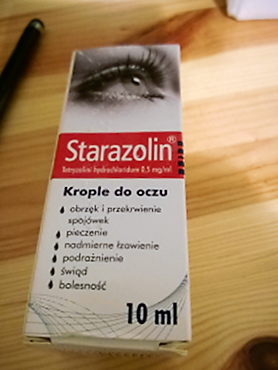 Starazolin®
Tetryzolini hydrochloridum 0,5 mg/ml
Krople do oczu
obrzęk i przekrwienie
spojówek
pieczenie
nadmierne łzawienie
podrażnienie
świąd
bolesność
10 ml